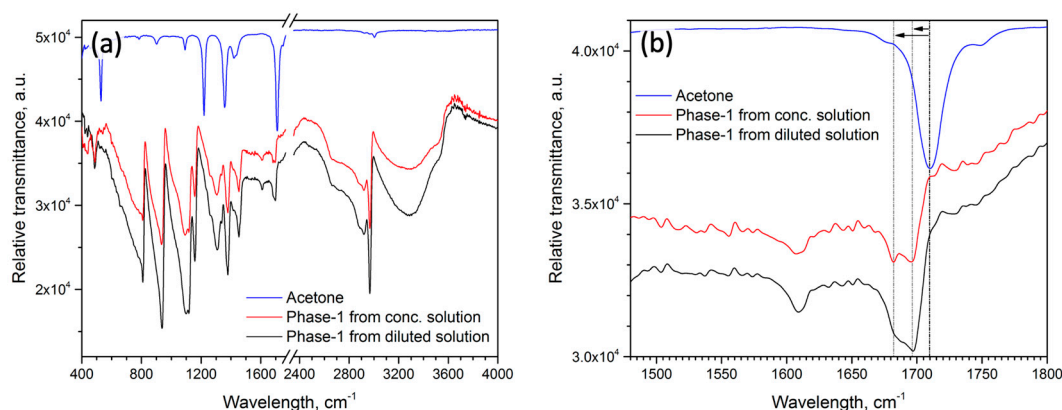 (a)
5x10⁴
4x10⁴
3x10⁴
2x10⁴
Relative transmittance, a.u.
Acetone
Phase-1 from conc. solution
Phase-1 from diluted solution
400 800 1200 1600 2400 2800 3200 3600 4000
Wavelength, cm⁻¹
(b)
4.0x10⁴
3.5x10⁴
3.0x10⁴
Relative transmittance, a.u.
Acetone
Phase-1 from conc. solution
Phase-1 from diluted solution
1500 1550 1600 1650 1700 1750 1800
Wavelength, cm⁻¹